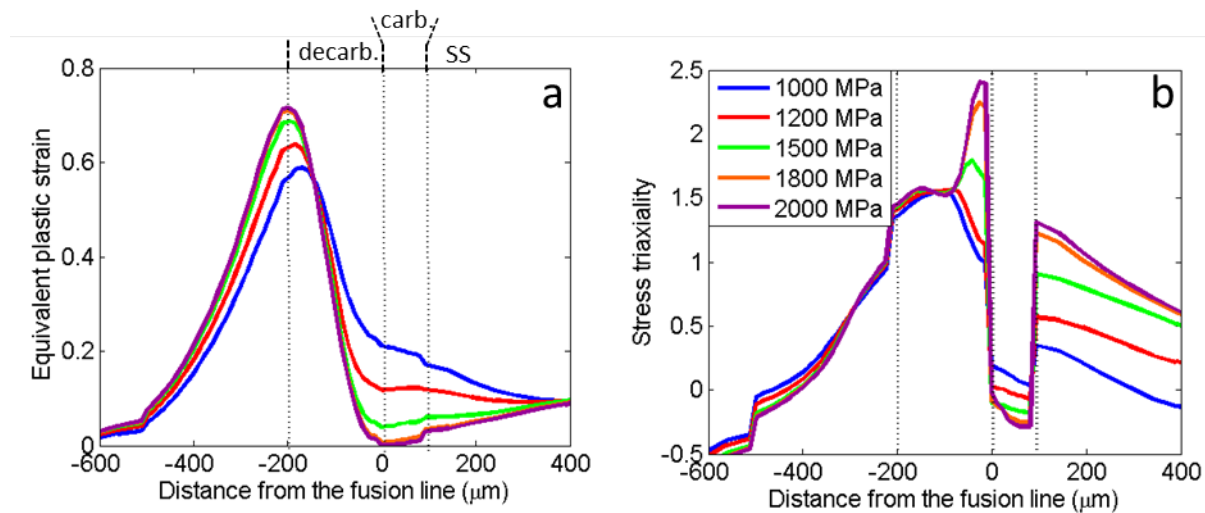 carb.
decarb.
SS
a
Equivalent plastic strain
0.8
0.6
0.4
0.2
0
-600
-400
-200
0
200
400
Distance from the fusion line (μm)
b
Stress triaxiality
2.5
2
1.5
1
0.5
0
-0.5
1000 MPa
1200 MPa
1500 MPa
1800 MPa
2000 MPa
-600
-400
-200
0
200
400
Distance from the fusion line (μm)